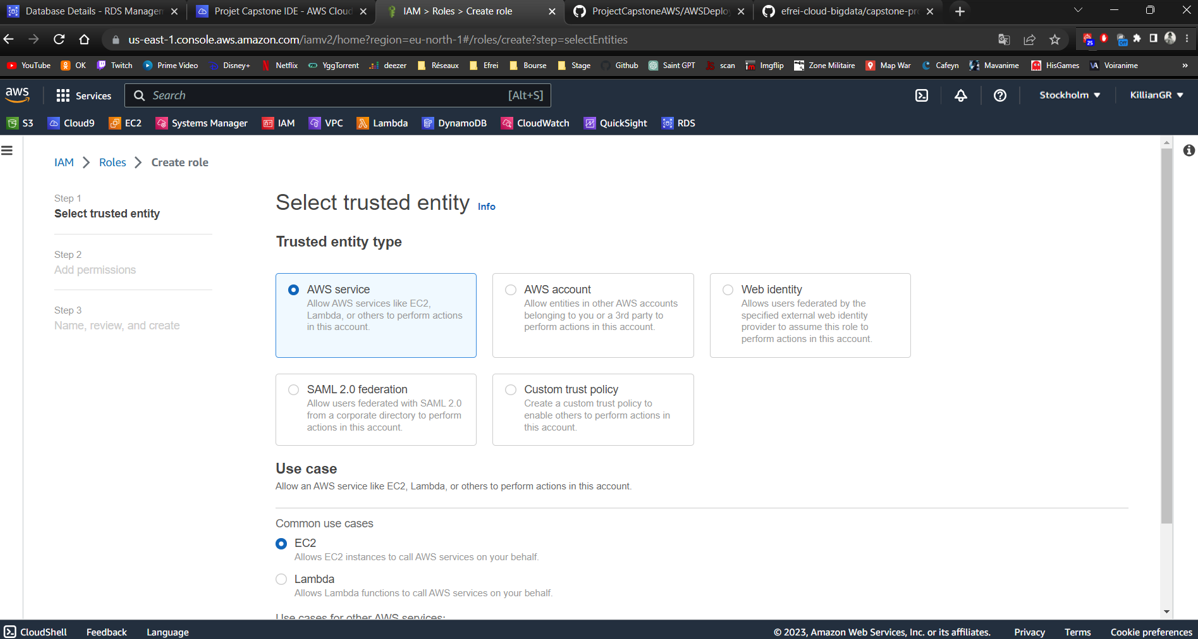 Database Details - RDS Managem
Projet Capstone IDE - AWS Cloud
IAM > Roles > Create role
ProjectCapstoneAWS/AWSDeploy
efrei-cloud-bigdata/capstone-pr
us-east-1.console.aws.amazon.com/iamv2/home?region=eu-north-1#/roles/create?step=selectEntities
YouTube
OK
Twitch
Prime Video
Disney+
Netflix
YggTorrent
deezer
Réseaux
Efrei
Bourse
Stage
Github
Saint GPT
scan
Imgflip
Zone Militaire
Map War
Cafeyn
Mavanime
HisGames
Voiranime
»
aws
Services
Search
[Alt+S]
Stockholm
KillianGR
S3
Cloud9
EC2
Systems Manager
IAM
VPC
Lambda
DynamoDB
CloudWatch
QuickSight
RDS
IAM > Roles > Create role
Step 1
Select trusted entity
Step 2
Add permissions
Step 3
Name, review, and create
Select trusted entity Info
Trusted entity type
AWS service
Allow AWS services like EC2,
Lambda, or others to perform actions
in this account.
AWS account
Allow entities in other AWS accounts
belonging to you or a 3rd party to
perform actions in this account.
Web identity
Allows users federated by the
specified external web identity
provider to assume this role to
perform actions in this account.
SAML 2.0 federation
Allow users federated with SAML 2.0
from a corporate directory to perform
actions in this account.
Custom trust policy
Create a custom trust policy to
enable others to perform actions in
this account.
Use case
Allow an AWS service like EC2, Lambda, or others to perform actions in this account.
Common use cases
EC2
Allows EC2 instances to call AWS services on your behalf.
Lambda
Allows Lambda functions to call AWS services on your behalf.
Use cases for other AWS services:
CloudShell
Feedback
Language
© 2023, Amazon Web Services, Inc. or its affiliates.
Privacy
Terms
Cookie preferences